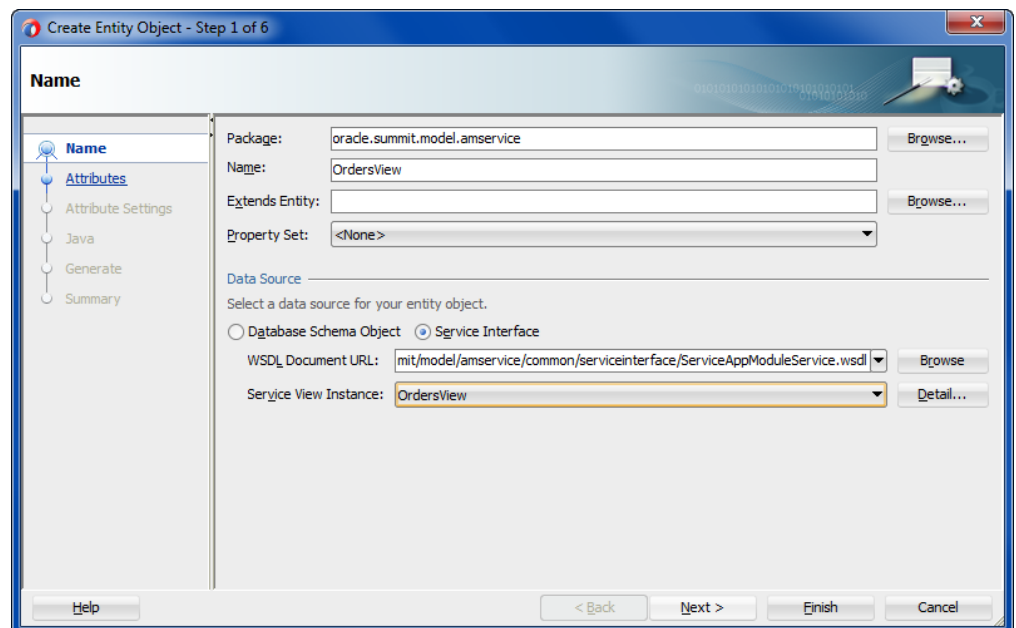 Create Entity Object - Step 1 of 6
Name
Name
Attributes
Attribute Settings
Java
Generate
Summary
Package: oracle.summit.model.amservice Browse...
Name: OrdersView
Extends Entity: Browse...
Property Set: <None>
Data Source
Select a data source for your entity object.
Database Schema Object Service Interface
WSDL Document URL: mit/model/amservice/common/serviceinterface/ServiceAppModuleService.wsdl Browse
Service View Instance: OrdersView Detail...
Help < Back Next > Finish Cancel